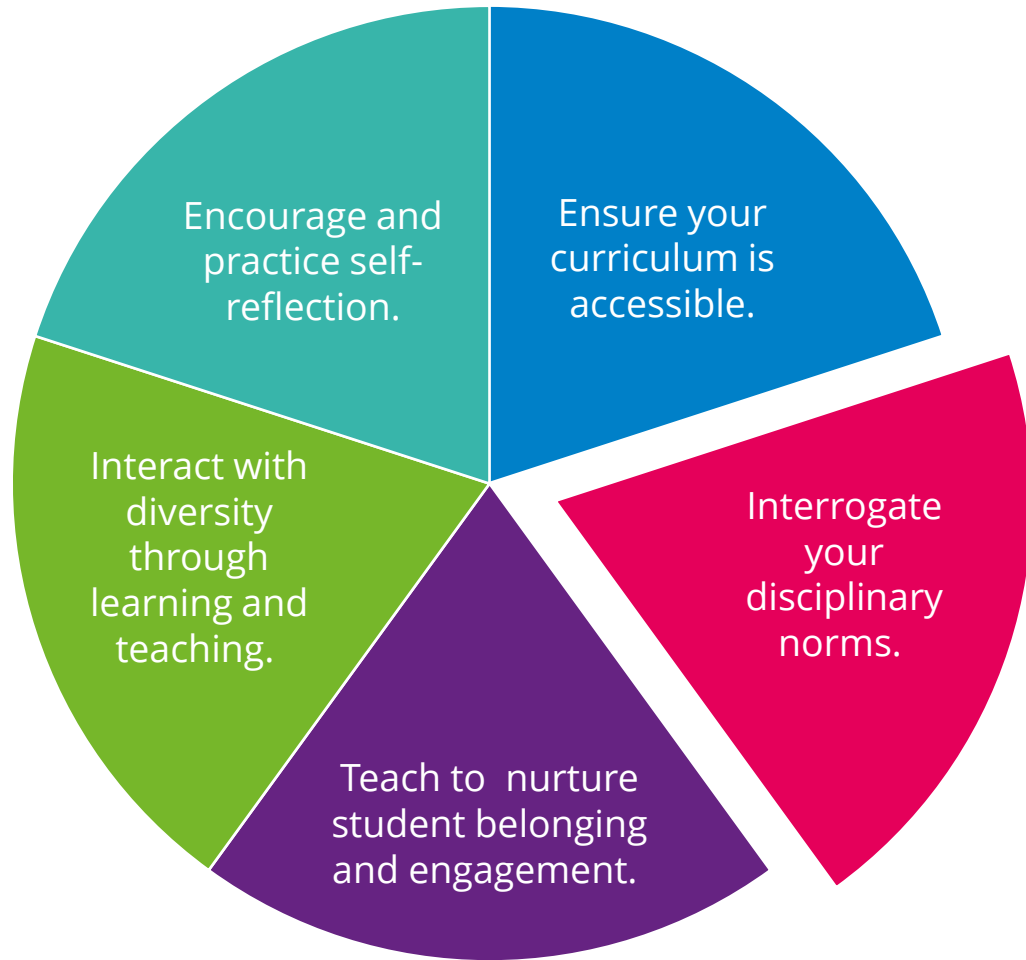 Ensure your
curriculum is
accessible.
Interrogate
your
disciplinary
norms.
Teach to  nurture
student belonging
and engagement.
Interact with
diversity
through
learning and
teaching.
Encourage and
practice self-
reflection.